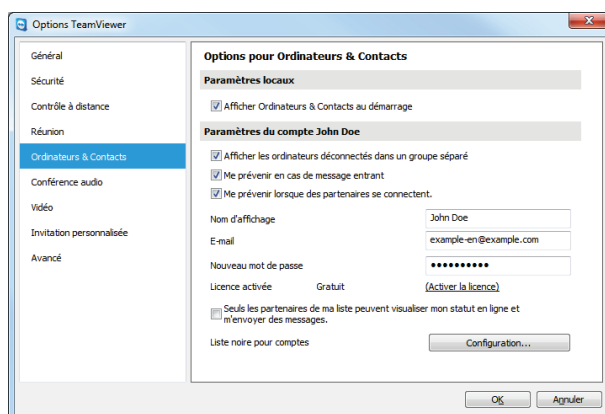 Options TeamViewer
Général
Sécurité
Contrôle à distance
Réunion
Ordinateurs & Contacts
Conférence audio
Vidéo
Invitation personnalisée
Avancé
Options pour Ordinateurs & Contacts
Paramètres locaux
Afficher Ordinateurs & Contacts au démarrage
Paramètres du compte John Doe
Afficher les ordinateurs déconnectés dans un groupe séparé
Me prévenir en cas de message entrant
Me prévenir lorsque des partenaires se connectent.
Nom d'affichage John Doe
E-mail example-en@example.com
Nouveau mot de passe ••••••••••
Licence activée Gratuit (Activer la licence)
Seuls les partenaires de ma liste peuvent visualiser mon statut en ligne et
m'envoyer des messages.
Liste noire pour comptes Configuration...
OK Annuler